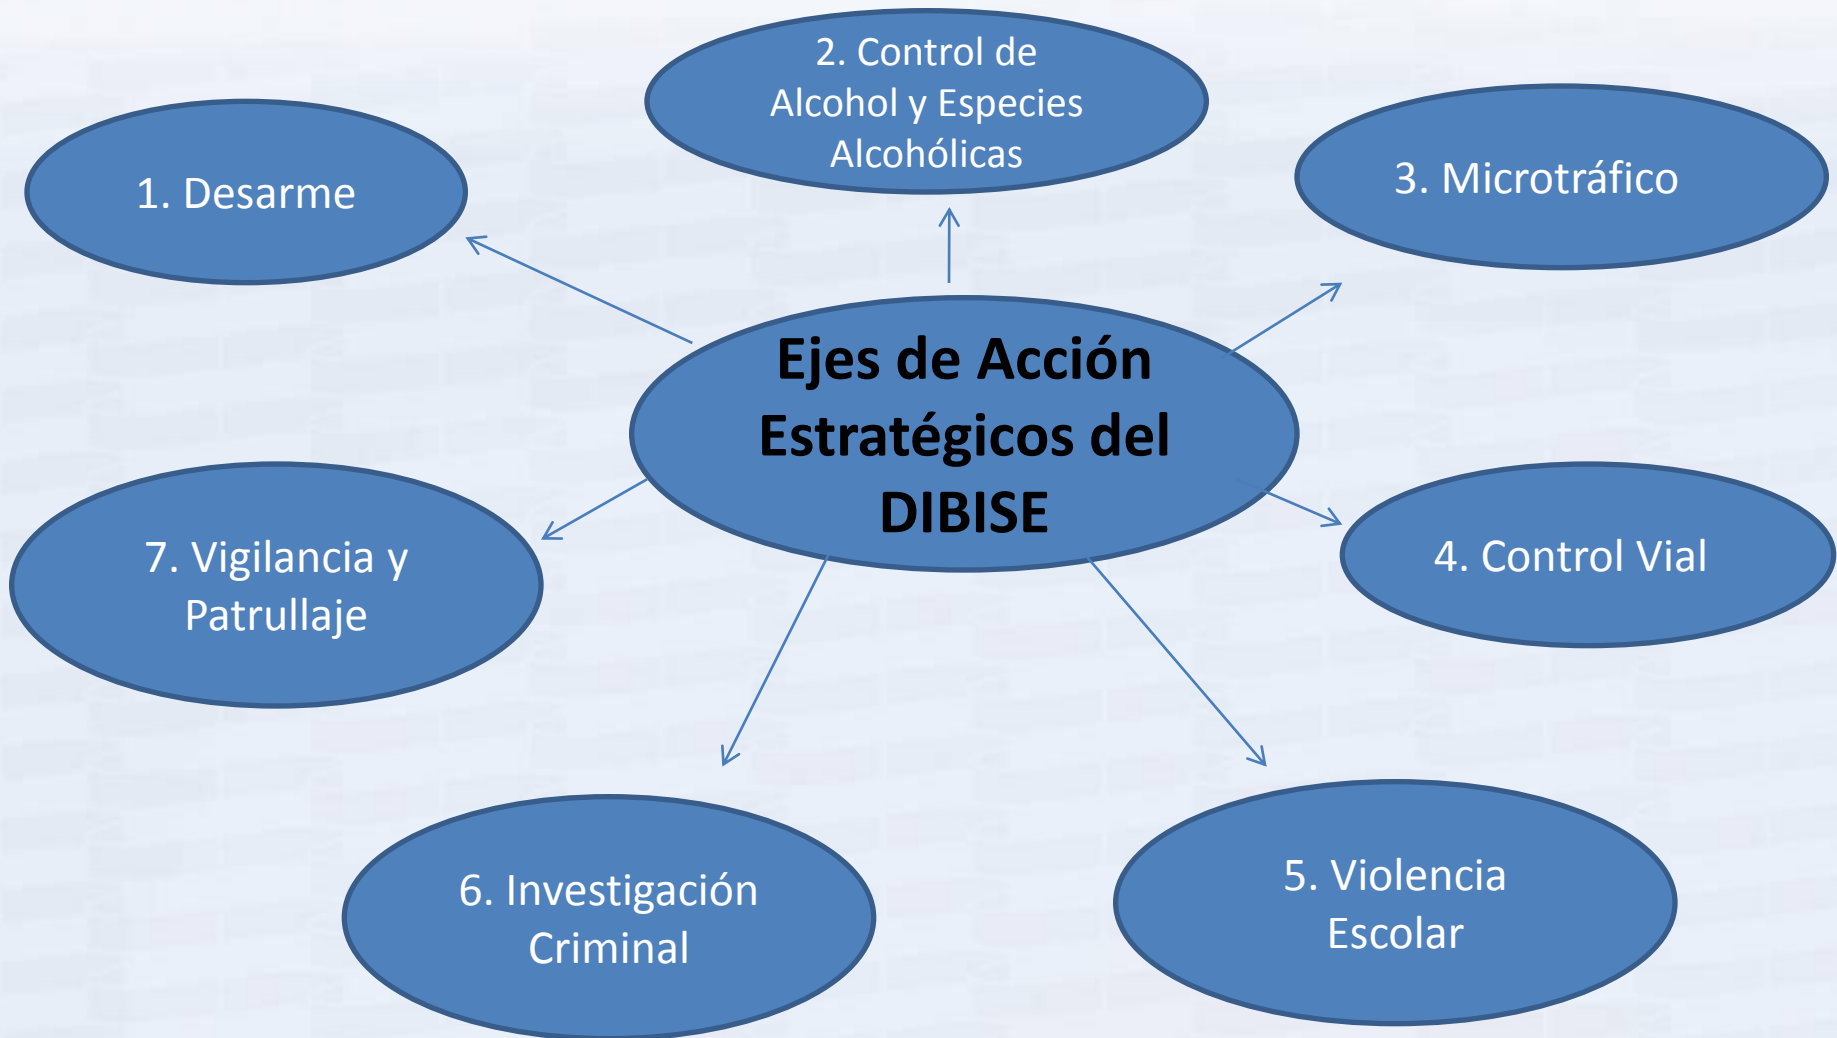 1. Desarme
2. Control de
Alcohol y Especies
Alcohólicas
3. Microtráfico
Ejes de Acción
Estratégicos del
DIBISE
4. Control Vial
5. Violencia
Escolar
6. Investigación
Criminal
7. Vigilancia y
Patrullaje